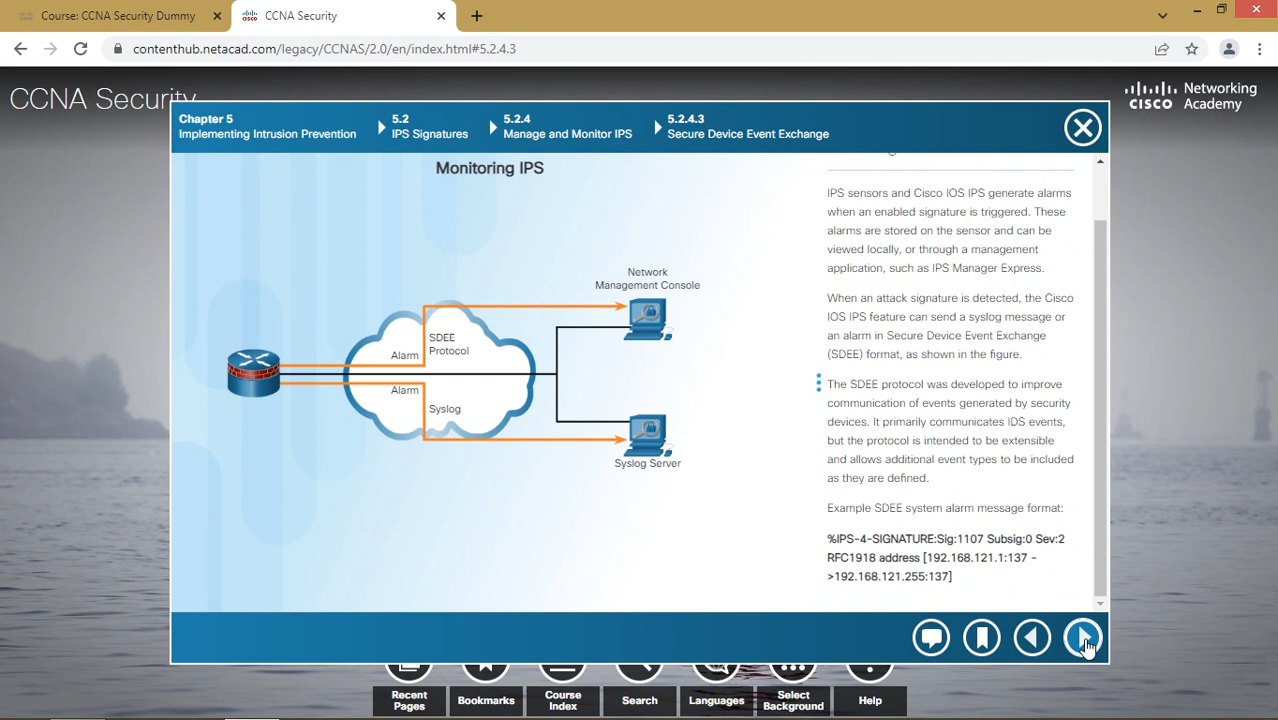 Course: CCNA Security Dummy
CCNA Security
contenthub.netacad.com/legacy/CCNAS/2.0/en/index.html#5.2.4.3
CCNA Security
Networking
CISCO Academy
Chapter 5
Implementing Intrusion Prevention
5.2
IPS Signatures
5.2.4
Manage and Monitor IPS
5.2.4.3
Secure Device Event Exchange
Monitoring IPS
Network
Management Console
SDEE
Protocol
Alarm
Alarm
Syslog
Syslog Server
IPS sensors and Cisco IOS IPS generate alarms
when an enabled signature is triggered. These
alarms are stored on the sensor and can be
viewed locally, or through a management
application, such as IPS Manager Express.
When an attack signature is detected, the Cisco
IOS IPS feature can send a syslog message or
an alarm in Secure Device Event Exchange
(SDEE) format, as shown in the figure.
The SDEE protocol was developed to improve
communication of events generated by security
devices. It primarily communicates IDS events,
but the protocol is intended to be extensible
and allows additional event types to be included
as they are defined.
Example SDEE system alarm message format:
%IPS-4-SIGNATURE:Sig:1107 Subsig:0 Sev:2
RFC1918 address [192.168.121.1:137 -
>192.168.121.255:137]
Recent
Pages
Bookmarks
Course
Index
Search
Languages
Select
Background
Help